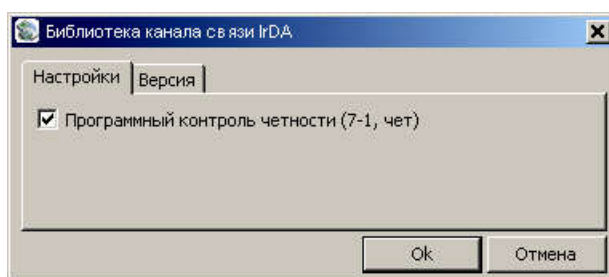 Библиотека канала связи IrDA
Настройки Версия
Программный контроль четности (7-1, чет)
Ok Отмена